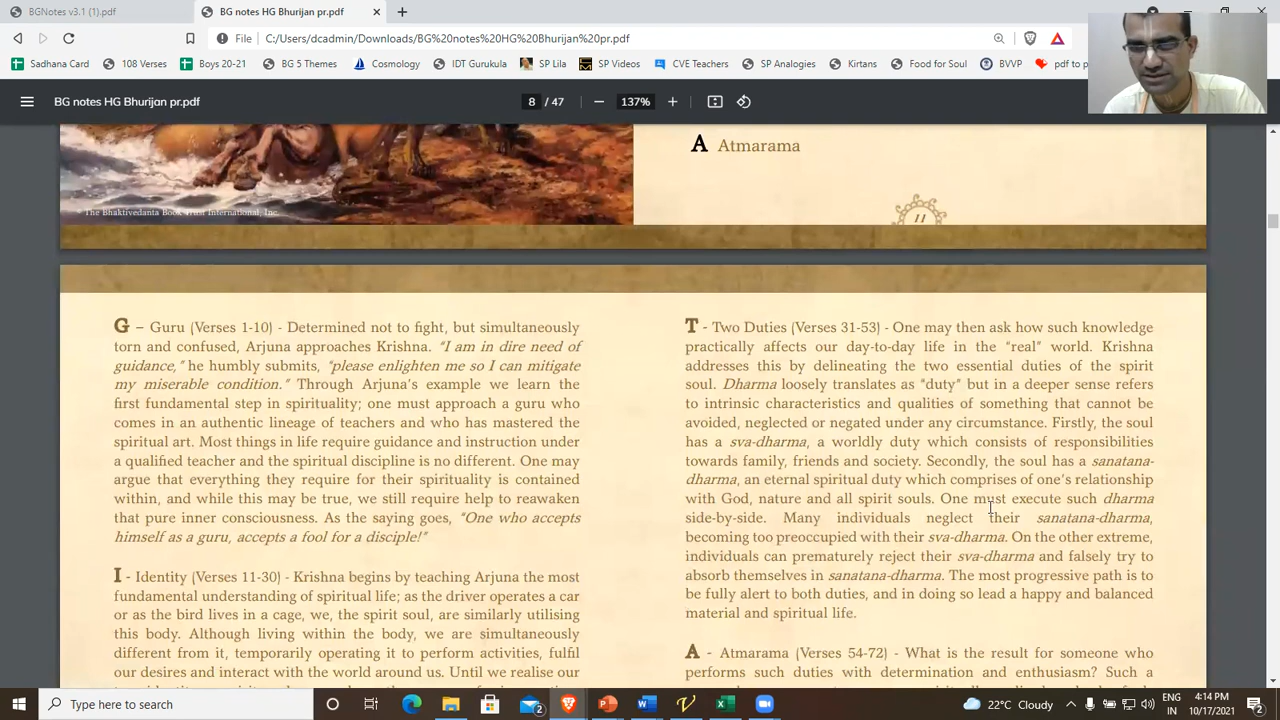 BGNotes v3.1 (1).pdf
BG notes HG Bhurijan pr.pdf
File
C:/Users/dcadmin/Downloads/BG%20notes%20HG%20Bhurijan%20pr.pdf
Sadhana Card
108 Verses
Boys 20-21
BG 5 Themes
Cosmology
IDT Gurukula
SP Lila
SP Videos
CVE Teachers
SP Analogies
Kirtans
Food for Soul
BVVP
pdf to p
BG notes HG Bhurijan pr.pdf
8 / 47
137%
A Atmarama
© The Bhaktivedanta Book Trust International, Inc.
11
G – Guru (Verses 1-10) - Determined not to fight, but simultaneously
torn and confused, Arjuna approaches Krishna. “I am in dire need of
guidance,” he humbly submits, “please enlighten me so I can mitigate
my miserable condition.” Through Arjuna’s example we learn the
first fundamental step in spirituality; one must approach a guru who
comes in an authentic lineage of teachers and who has mastered the
spiritual art. Most things in life require guidance and instruction under
a qualified teacher and the spiritual discipline is no different. One may
argue that everything they require for their spirituality is contained
within, and while this may be true, we still require help to reawaken
that pure inner consciousness. As the saying goes, “One who accepts
himself as a guru, accepts a fool for a disciple!”
I - Identity (Verses 11-30) - Krishna begins by teaching Arjuna the most
fundamental understanding of spiritual life; as the driver operates a car
or as the bird lives in a cage, we, the spirit soul, are similarly utilising
this body. Although living within the body, we are simultaneously
different from it, temporarily operating it to perform activities, fulfil
our desires and interact with the world around us. Until we realise our
T - Two Duties (Verses 31-53) - One may then ask how such knowledge
practically affects our day-to-day life in the “real” world. Krishna
addresses this by delineating the two essential duties of the spirit
soul. Dharma loosely translates as “duty” but in a deeper sense refers
to intrinsic characteristics and qualities of something that cannot be
avoided, neglected or negated under any circumstance. Firstly, the soul
has a sva-dharma, a worldly duty which consists of responsibilities
towards family, friends and society. Secondly, the soul has a sanatana-
dharma, an eternal spiritual duty which comprises of one’s relationship
with God, nature and all spirit souls. One must execute such dharma
side-by-side. Many individuals neglect their sanatana-dharma,
becoming too preoccupied with their sva-dharma. On the other extreme,
individuals can prematurely reject their sva-dharma and falsely try to
absorb themselves in sanatana-dharma. The most progressive path is to
be fully alert to both duties, and in doing so lead a happy and balanced
material and spiritual life.
A - Atmarama (Verses 54-72) - What is the result for someone who
performs such duties with determination and enthusiasm? Such a
Type here to search
22°C Cloudy
ENG
IN
4:14 PM
10/17/2021